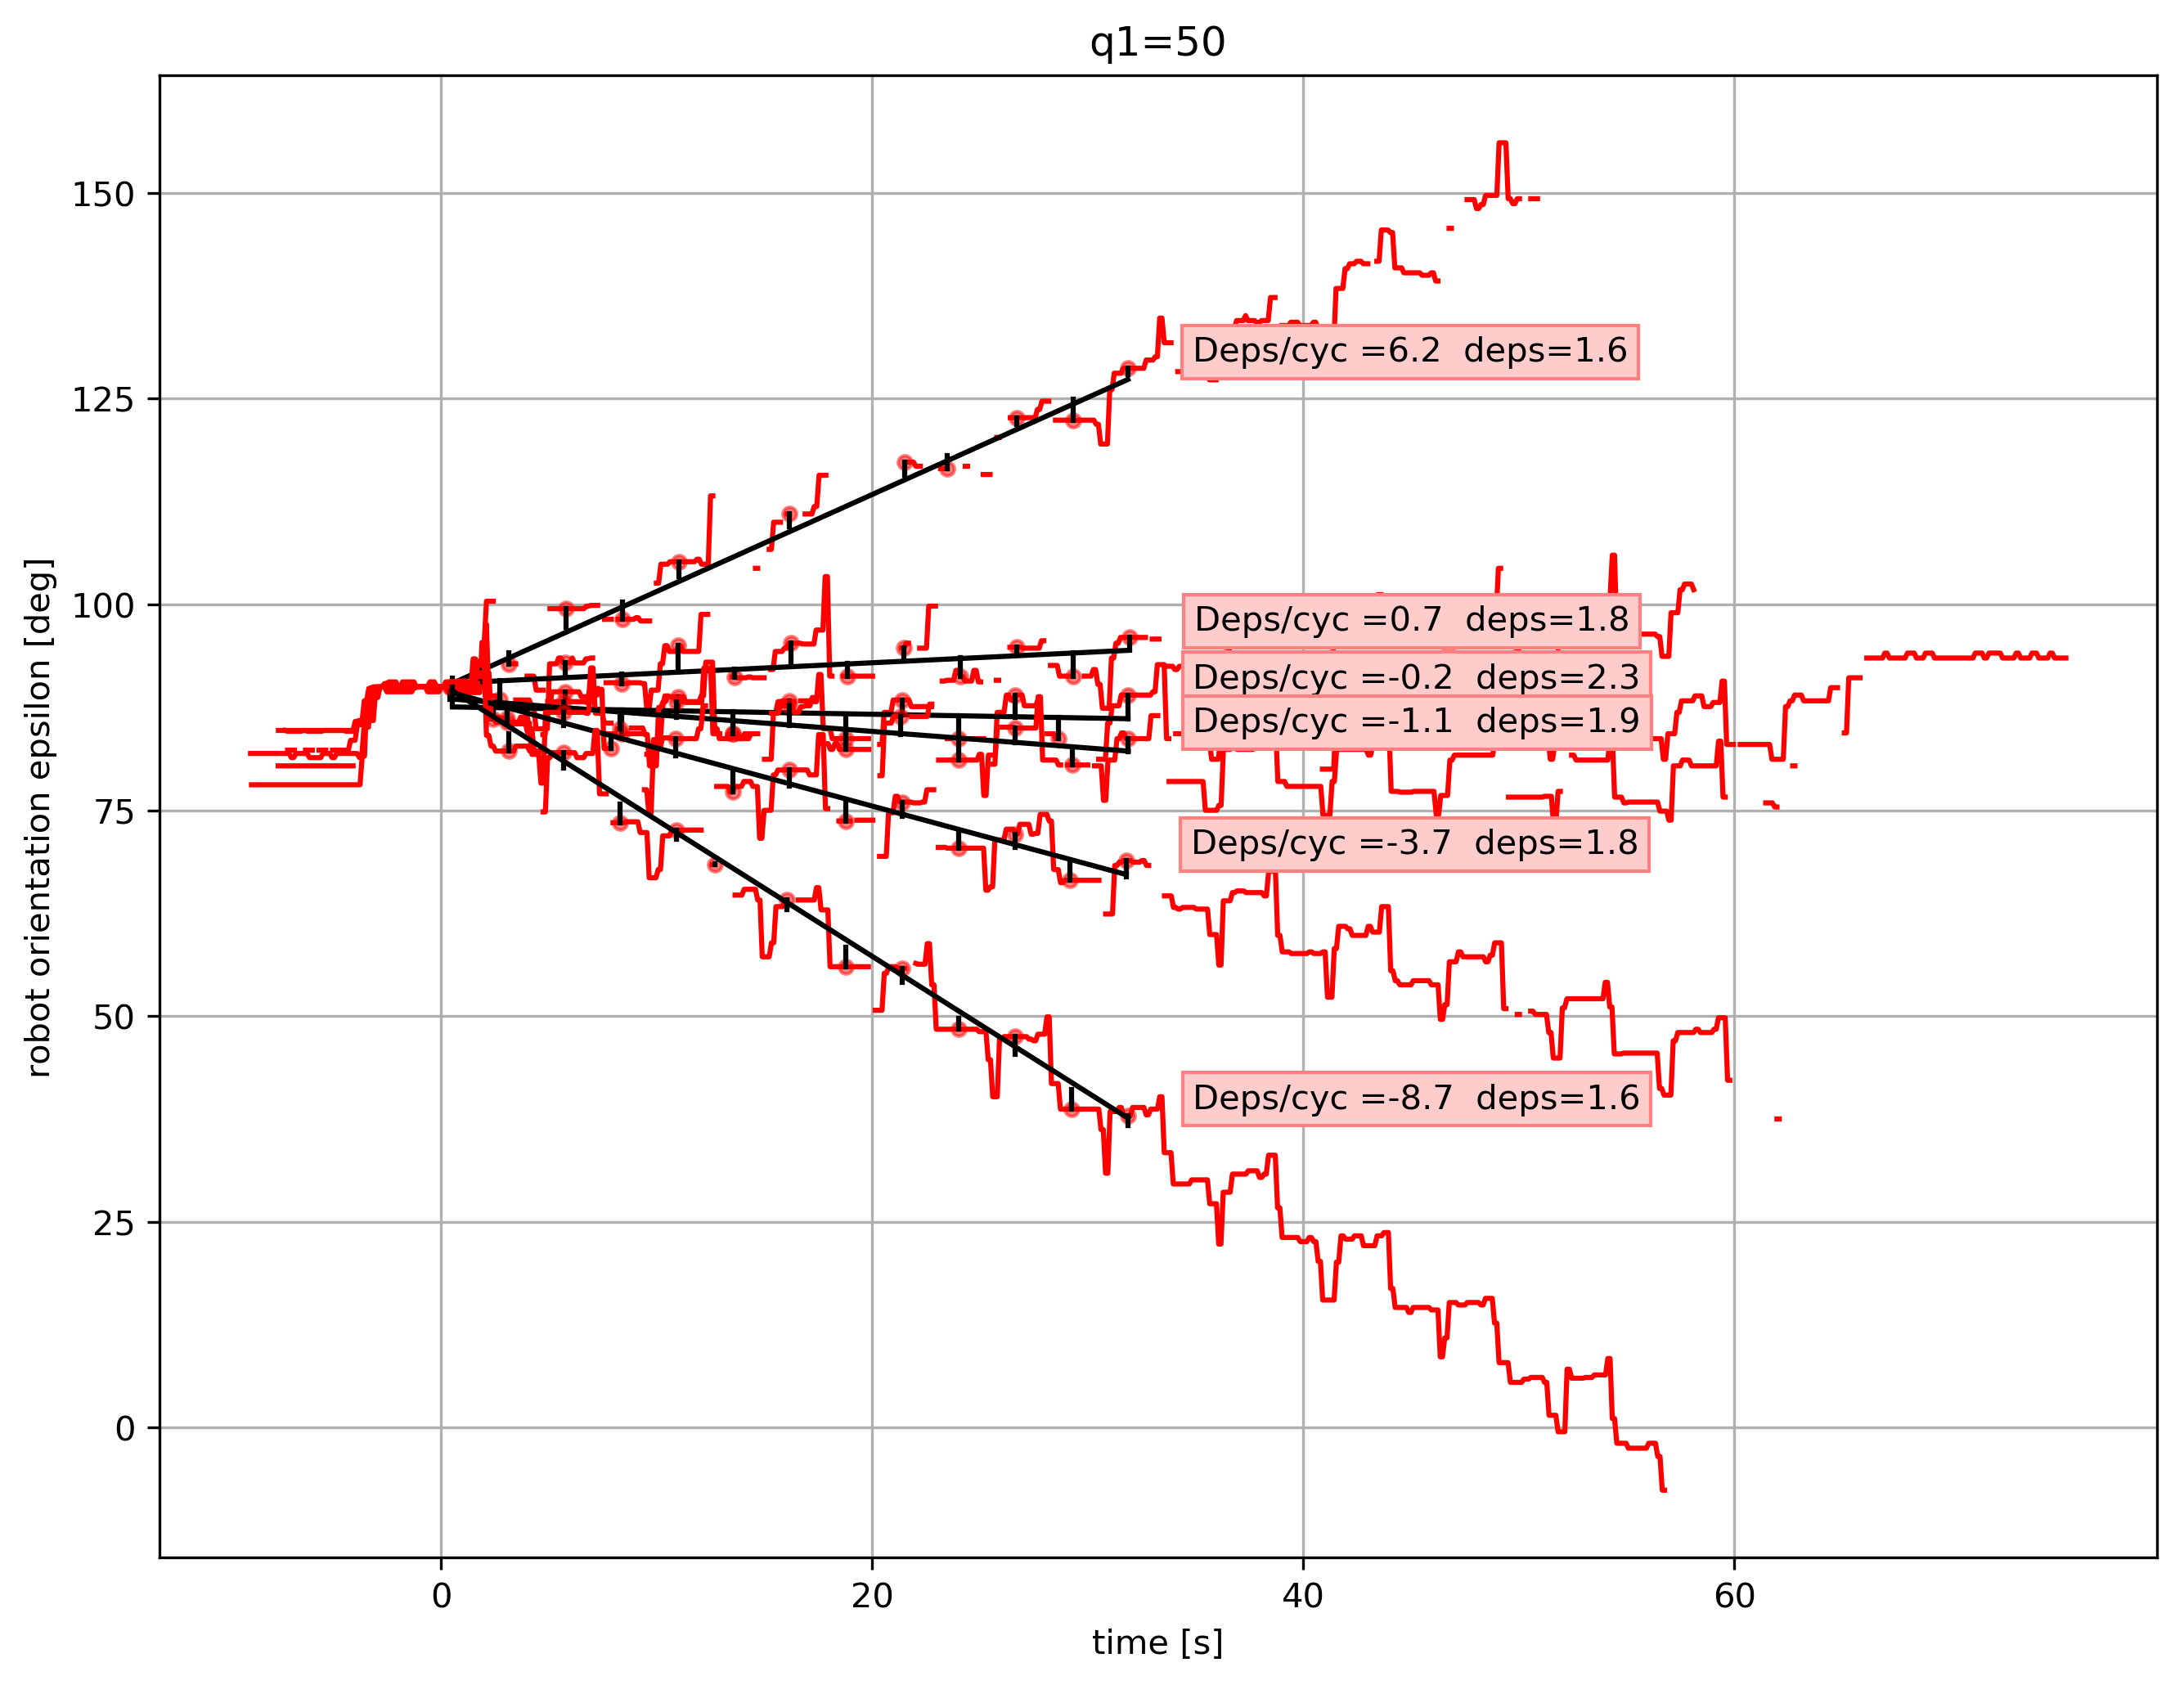 q1=50
robot orientation epsilon [deg]
150
125
100
75
50
25
0
Deps/cyc =6.2  deps=1.6
Deps/cyc =0.7  deps=1.8
Deps/cyc =-0.2  deps=2.3
Deps/cyc =-1.1  deps=1.9
Deps/cyc =-3.7  deps=1.8
Deps/cyc =-8.7  deps=1.6
0 20 40 60
time [s]